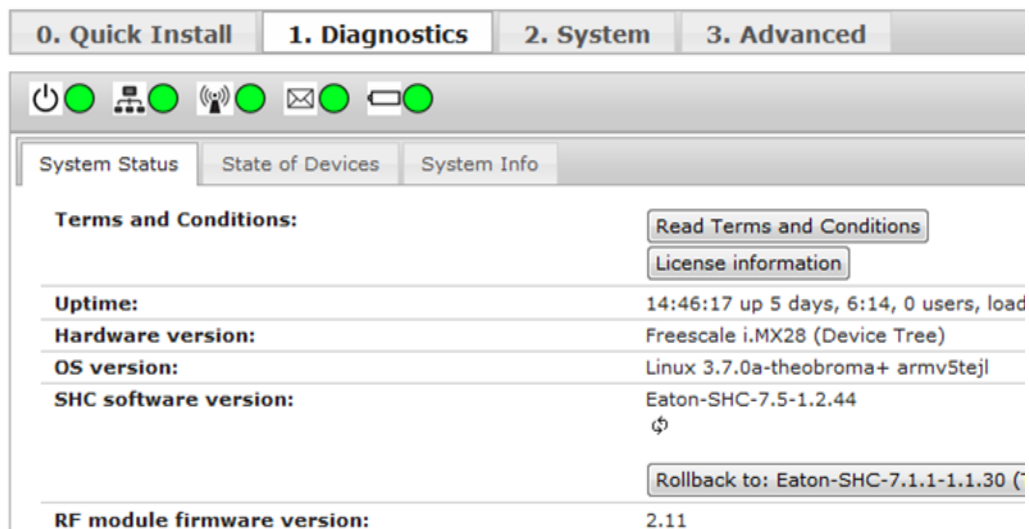 0. Quick Install 1. Diagnostics 2. System 3. Advanced
System Status State of Devices System Info
Terms and Conditions: Read Terms and Conditions
License information
Uptime: 14:46:17 up 5 days, 6:14, 0 users, load
Hardware version: Freescale i.MX28 (Device Tree)
OS version: Linux 3.7.0a-theobroma+ armv5tejl
SHC software version: Eaton-SHC-7.5-1.2.44
Rollback to: Eaton-SHC-7.1.1-1.1.30 (
RF module firmware version: 2.11